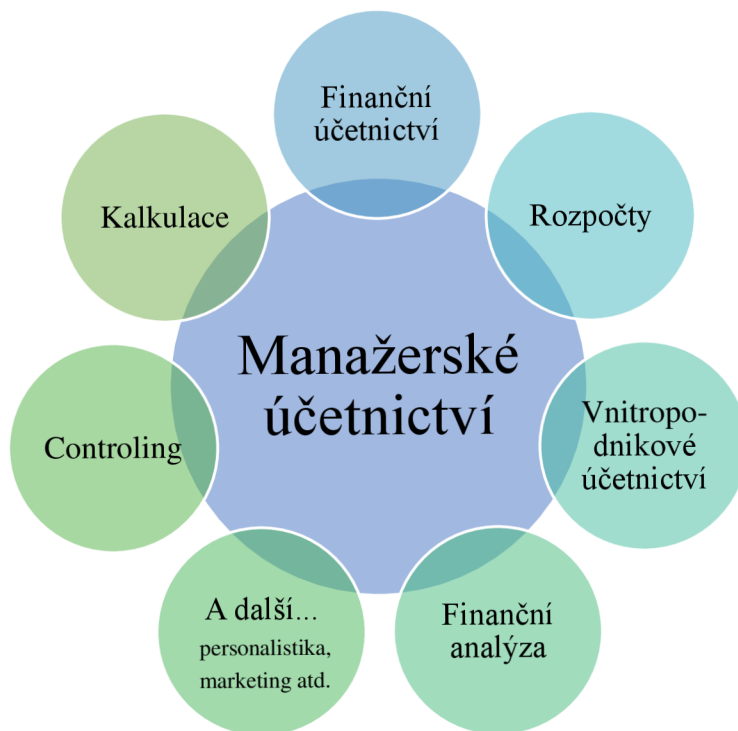 Finanční
účetnictví
Kalkulace
Rozpočty
Manažerské
účetnictví
Controling
Vnitropo-
dnikové
účetnictví
A další...
personalistika,
marketing atd.
Finanční
analýza